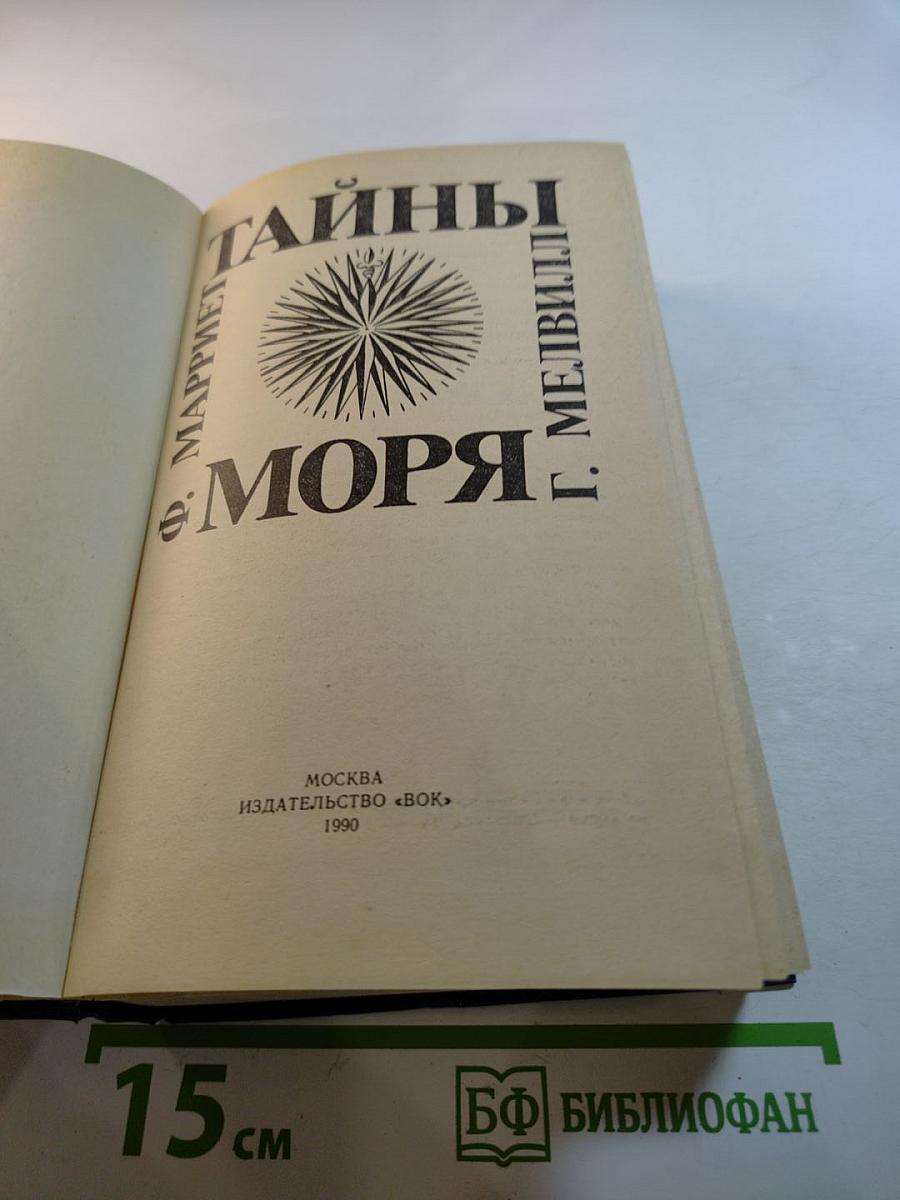 ТАЙНЫ
МОРЯ
Ф. МАРРИЕТ
Г. МЕЛВИЛЛ
МОСКВА
ИЗДАТЕЛЬСТВО «ВОК»
1990
15 см
БФ БИБЛИОФАН